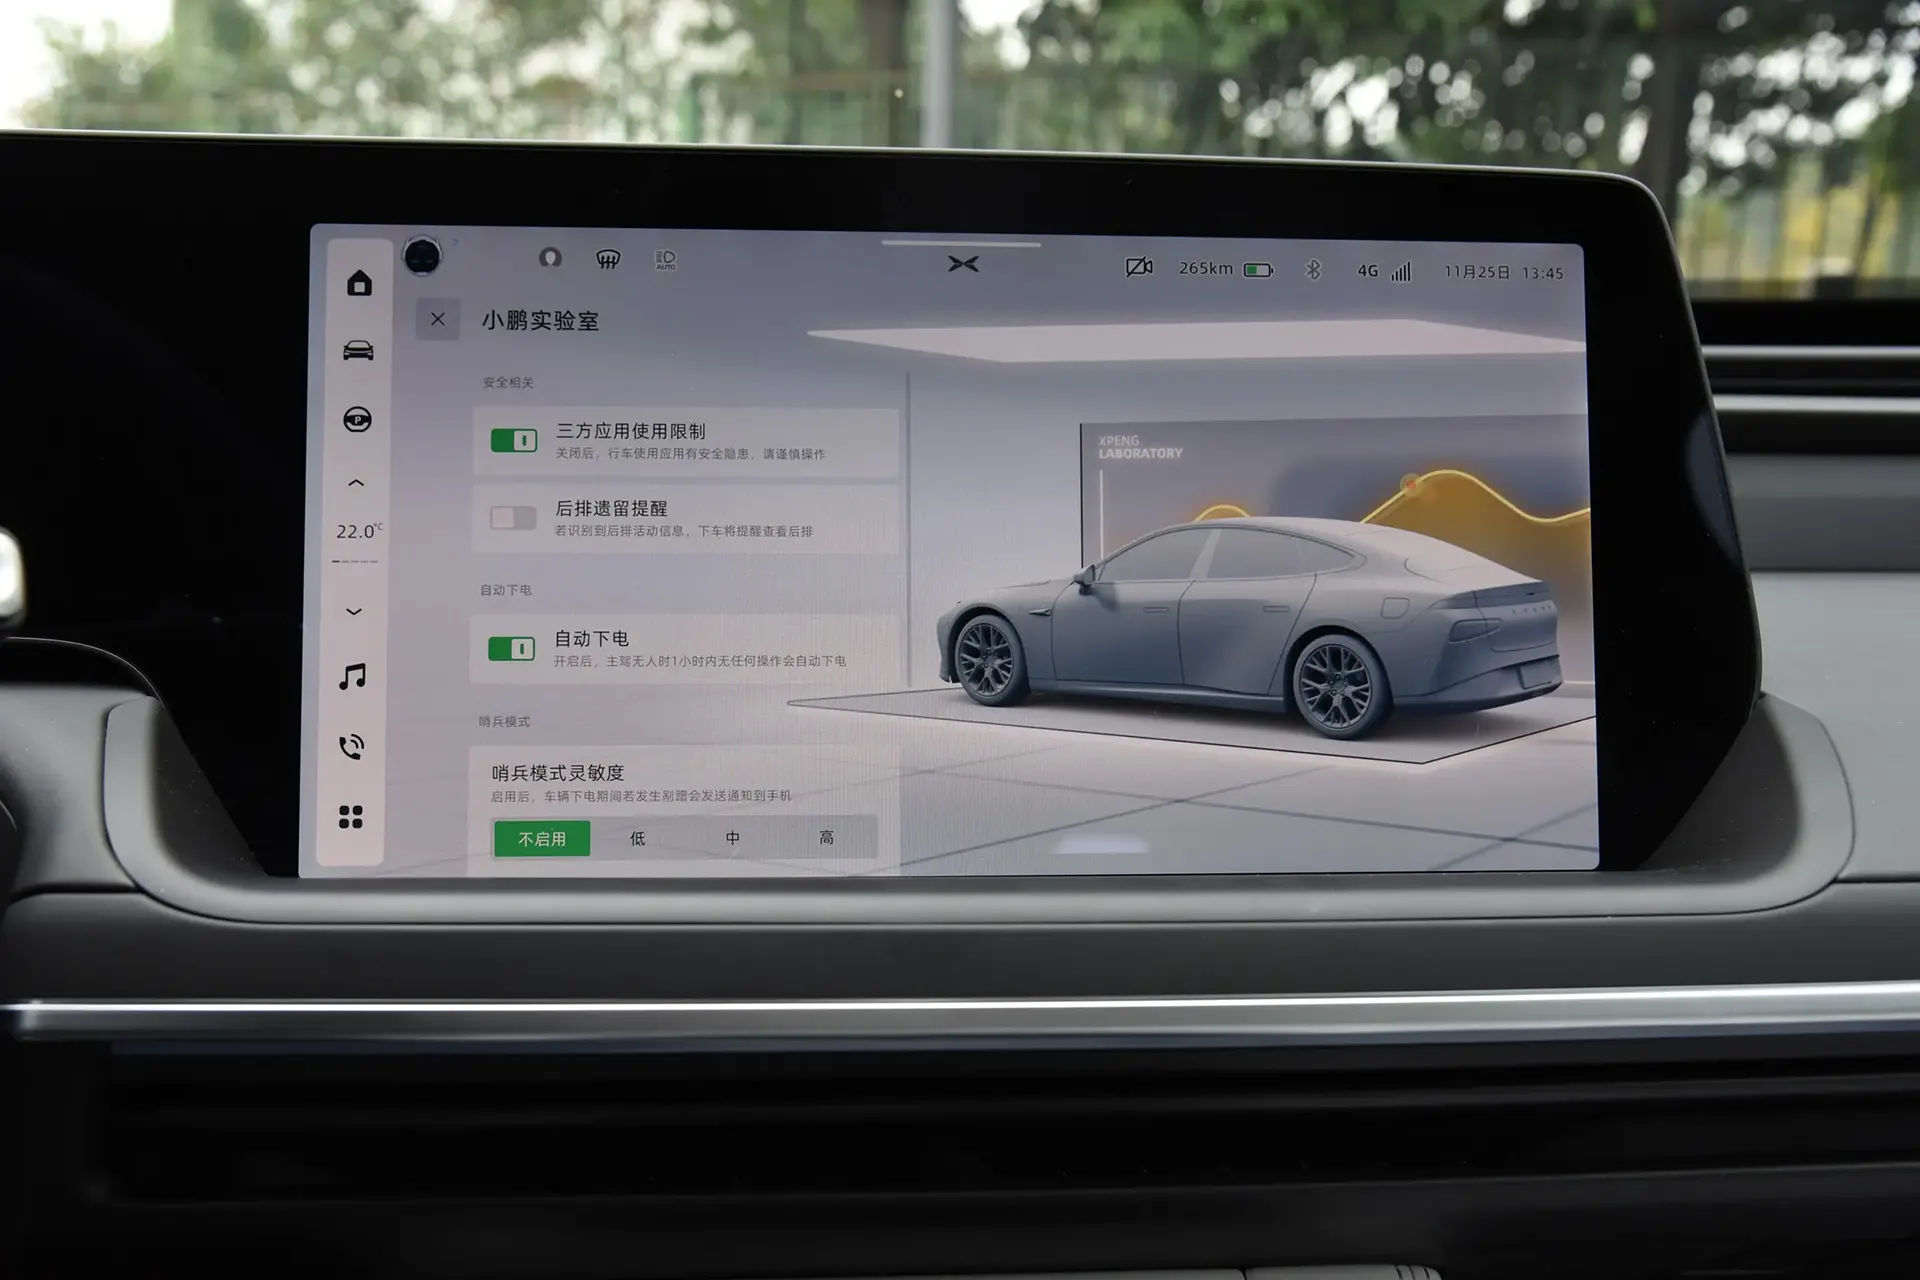 AUTO
265km
4G
11月25日 13:45
小鹏实验室
安全相关
三方应用使用限制
关闭后，行车使用应用有安全隐患，请谨慎操作
后排遗留提醒
若识别到后排活动信息，下车将提醒查看后排
22.0℃
自动下电
自动下电
开启后，主驾无人时1小时内无任何操作会自动下电
哨兵模式
哨兵模式灵敏度
启用后，车辆下电期间若发生剐蹭会发送通知到手机
不启用 低 中 高
XPENG
LABORATORY
P
XPENG